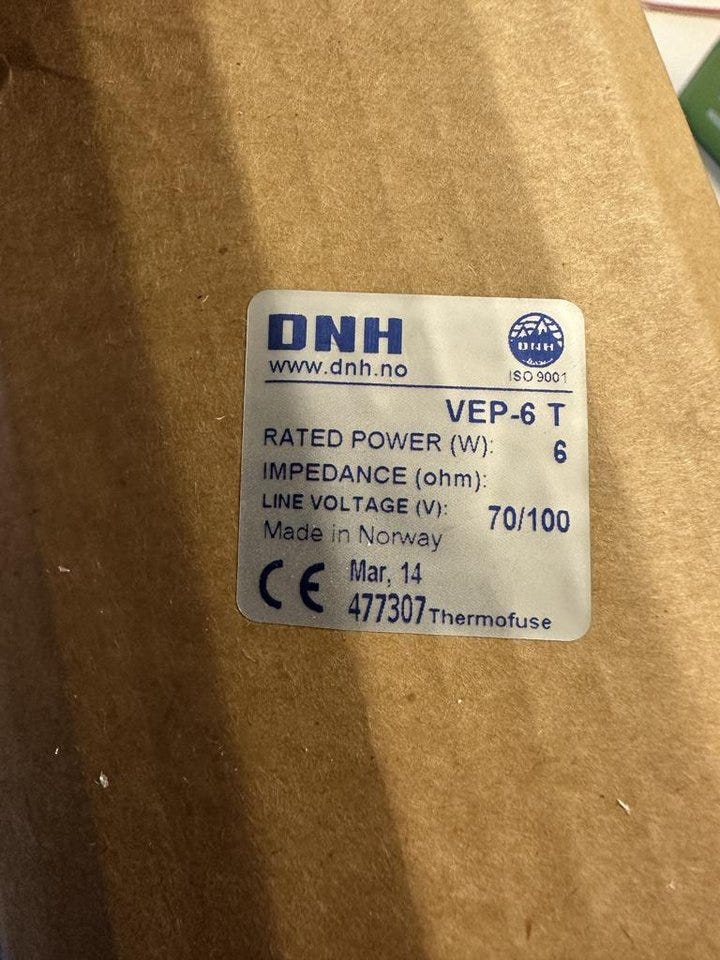 DNH
DNH
www.dnh.no
ISO 9001
VEP-6 T
RATED POWER (W): 6
IMPEDANCE (ohm):
LINE VOLTAGE (V): 70/100
Made in Norway
CE Mar, 14
477307 Thermofuse